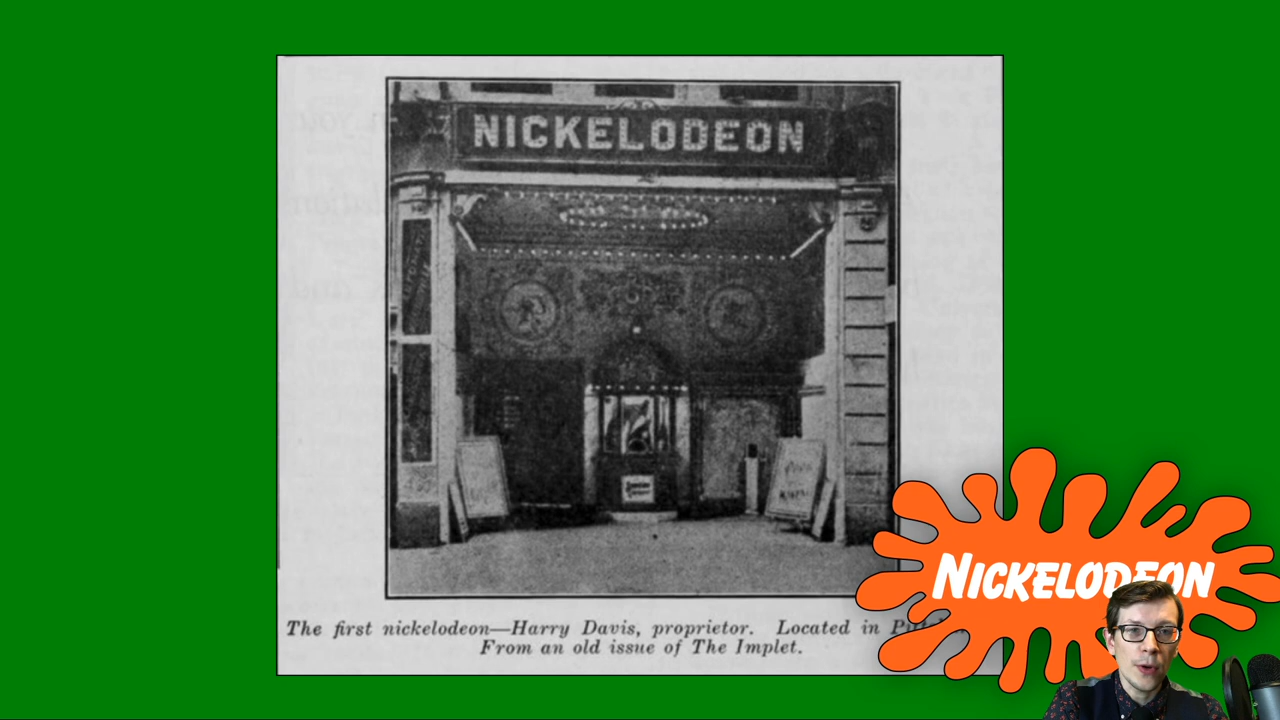 NICKELODEON
The first nickelodeon—Harry Davis, proprietor. Located in
From an old issue of The Implet.
NICKELODEON